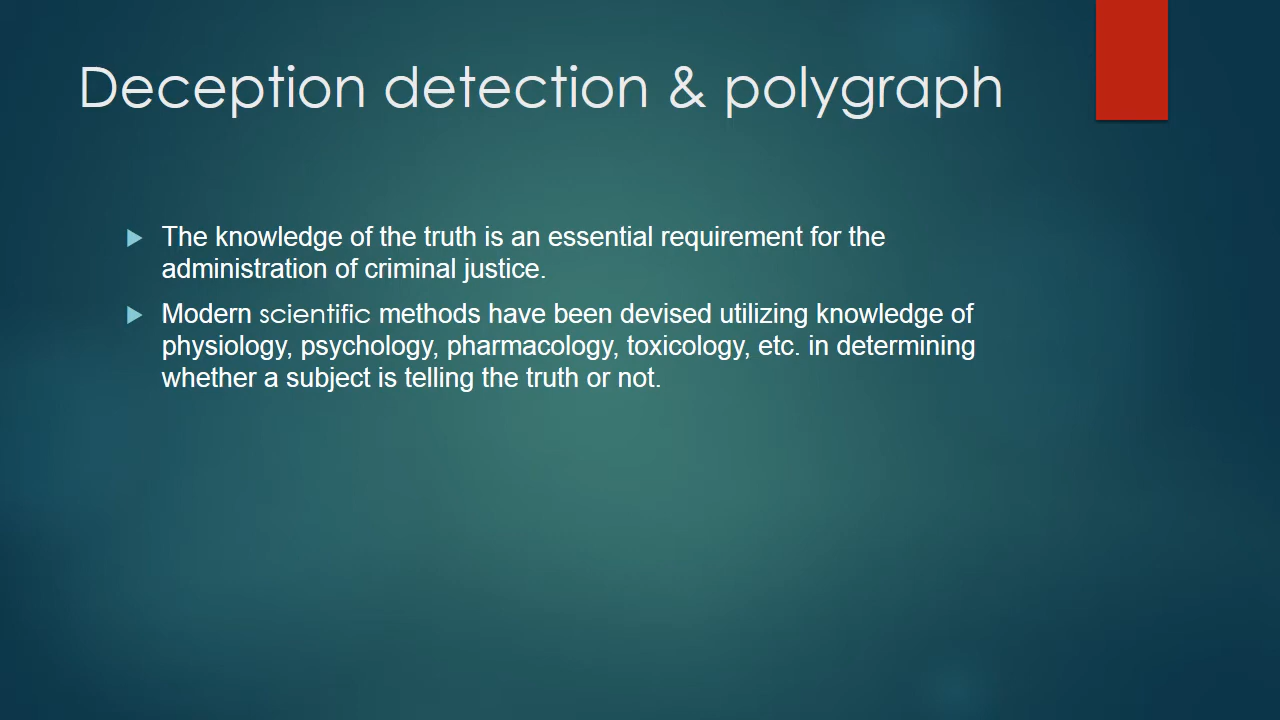 Deception detection & polygraph
The knowledge of the truth is an essential requirement for the
administration of criminal justice.
Modern scientific methods have been devised utilizing knowledge of
physiology, psychology, pharmacology, toxicology, etc. in determining
whether a subject is telling the truth or not.